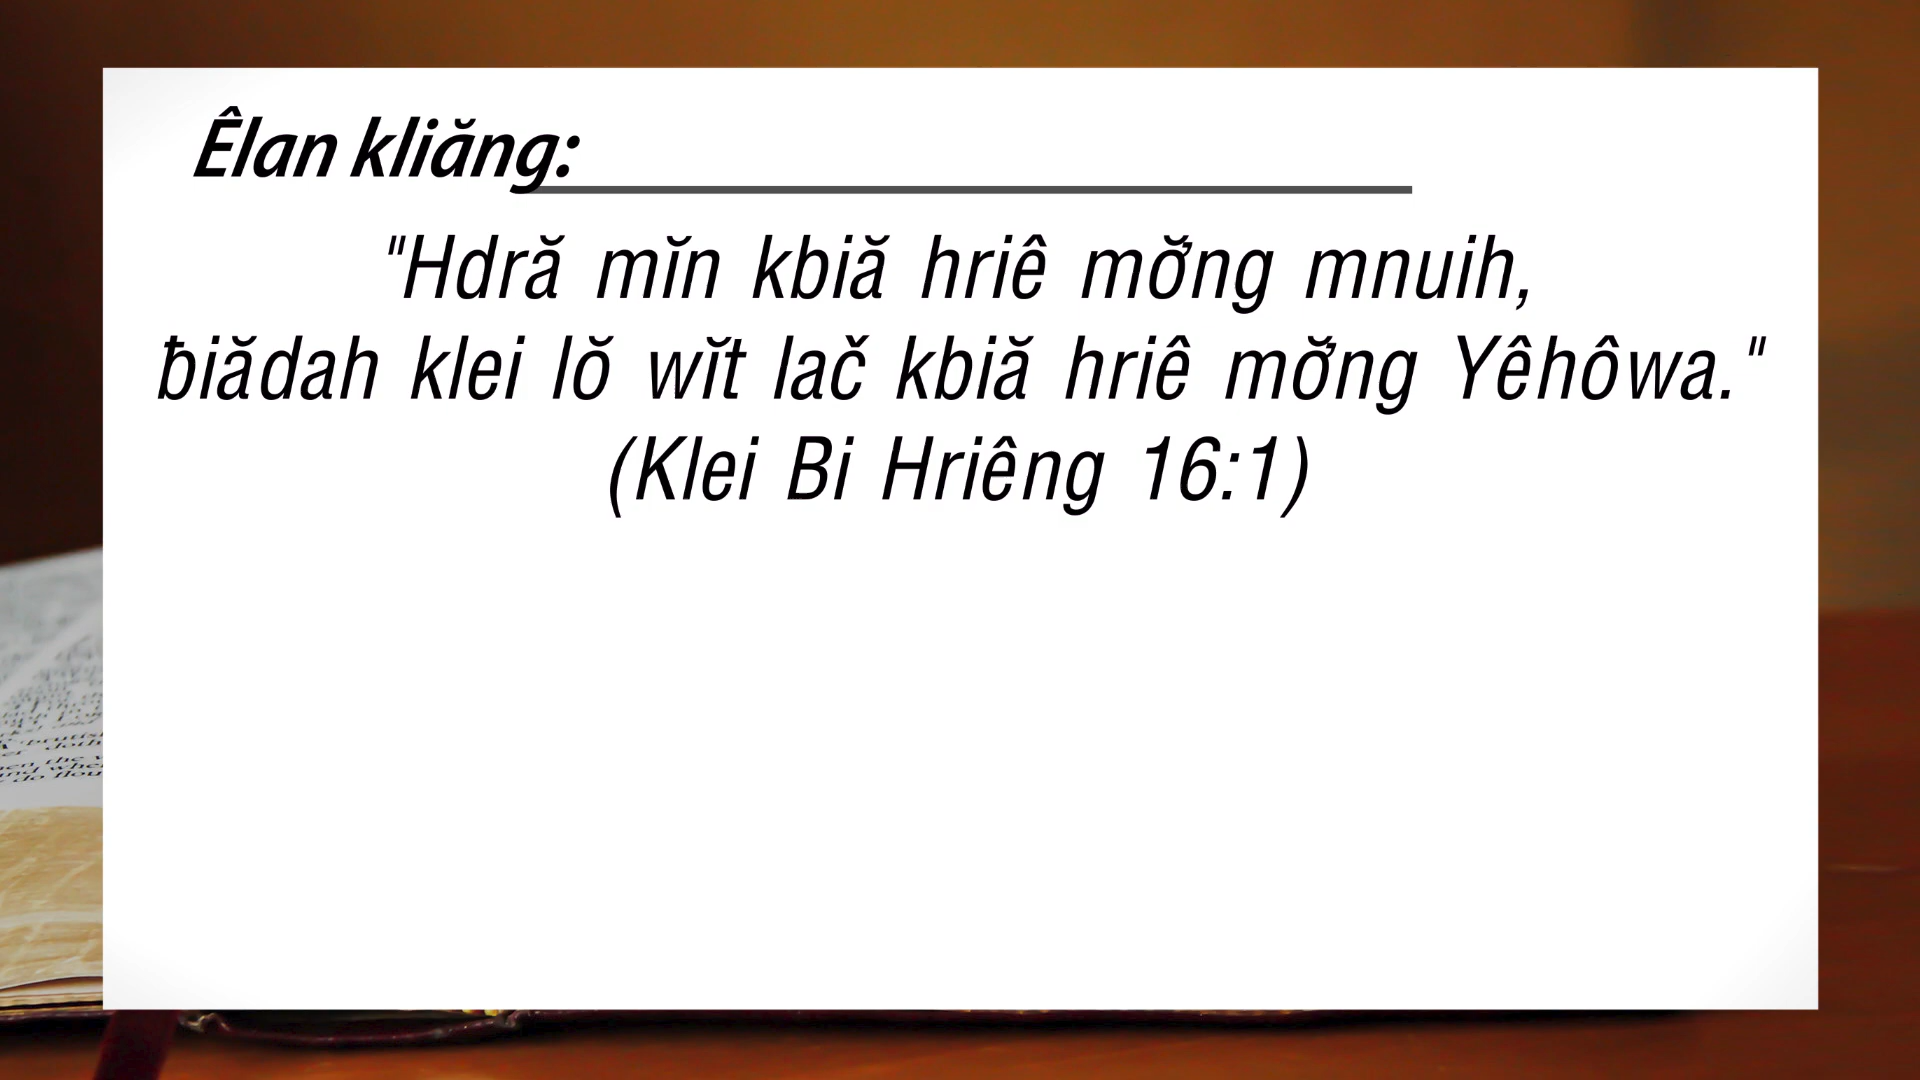 Êlan kliăng:
"Hdră mĭn kbiă hriê mơ̆ng mnuih,
ƀiădah klei lŏ wĭt lač kbiă hriê mơ̆ng Yêhôwa."
(Klei Bi Hriêng 16:1)